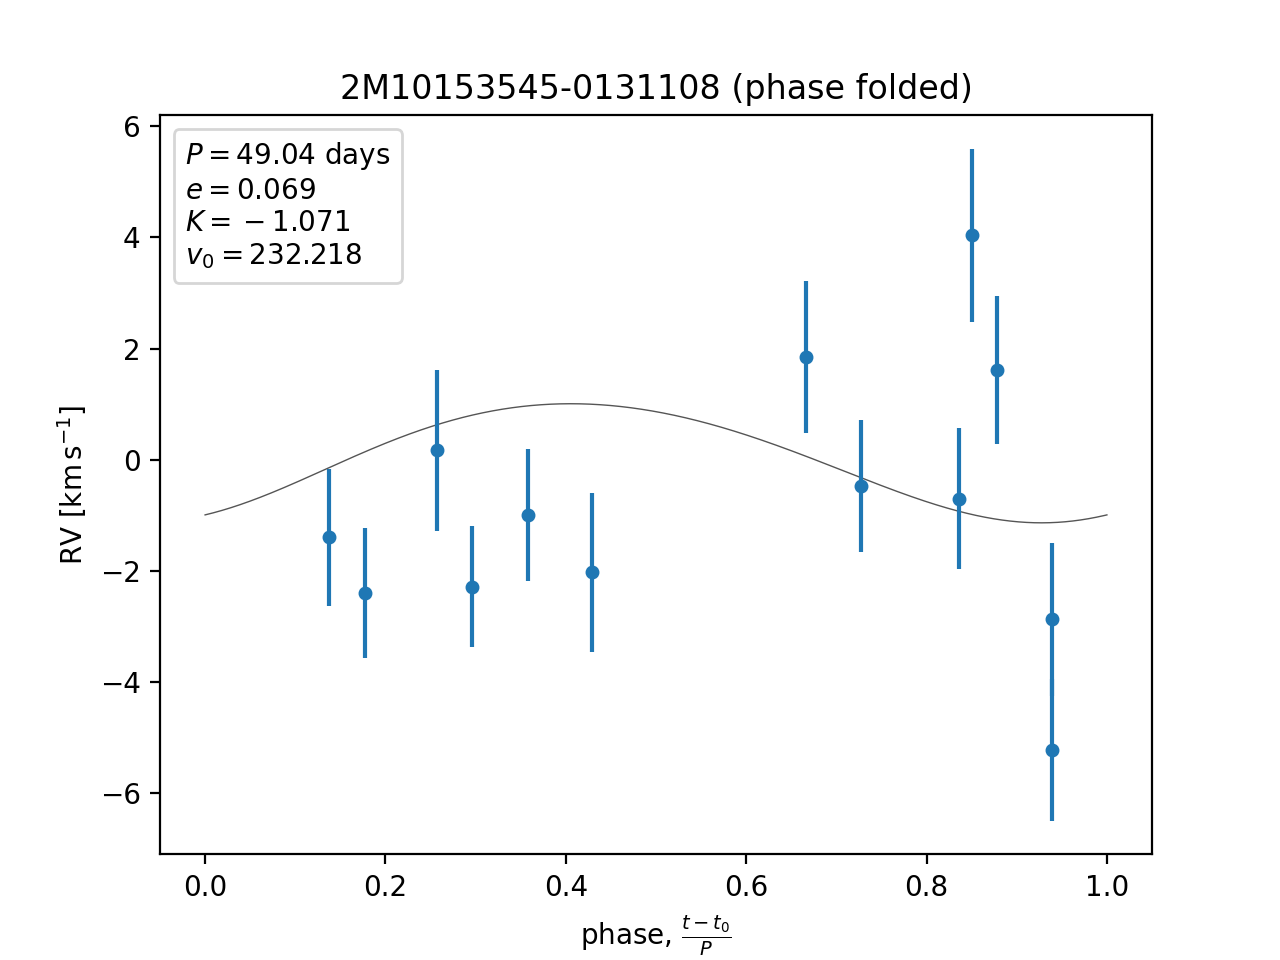 2M10153545-0131108 (phase folded)
P = 49.04 days
e = 0.069
K = −1.071
v₀ = 232.218
6
4
2
0
−2
−4
−6
RV [km s⁻¹]
0.0 0.2 0.4 0.6 0.8 1.0
phase, (t − t₀)/P